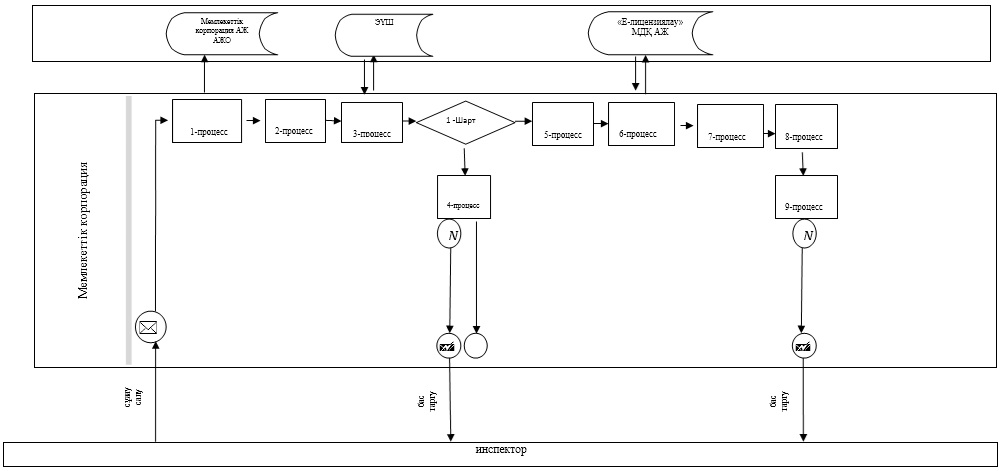 Мемлекеттік
корпорация АЖ
АЖО
ЭҮШ
«Е-лицензиялау»
МДҚ АЖ
1-процесс
2-процесс
3-процесс
1 -Шарт
5-процесс
6-процесс
7-процесс
8-процесс
4-процесс
9-процесс
N
N
Мемлекеттік корпорация
сұрау
салу
бас
тарту
бас
тарту
инспектор